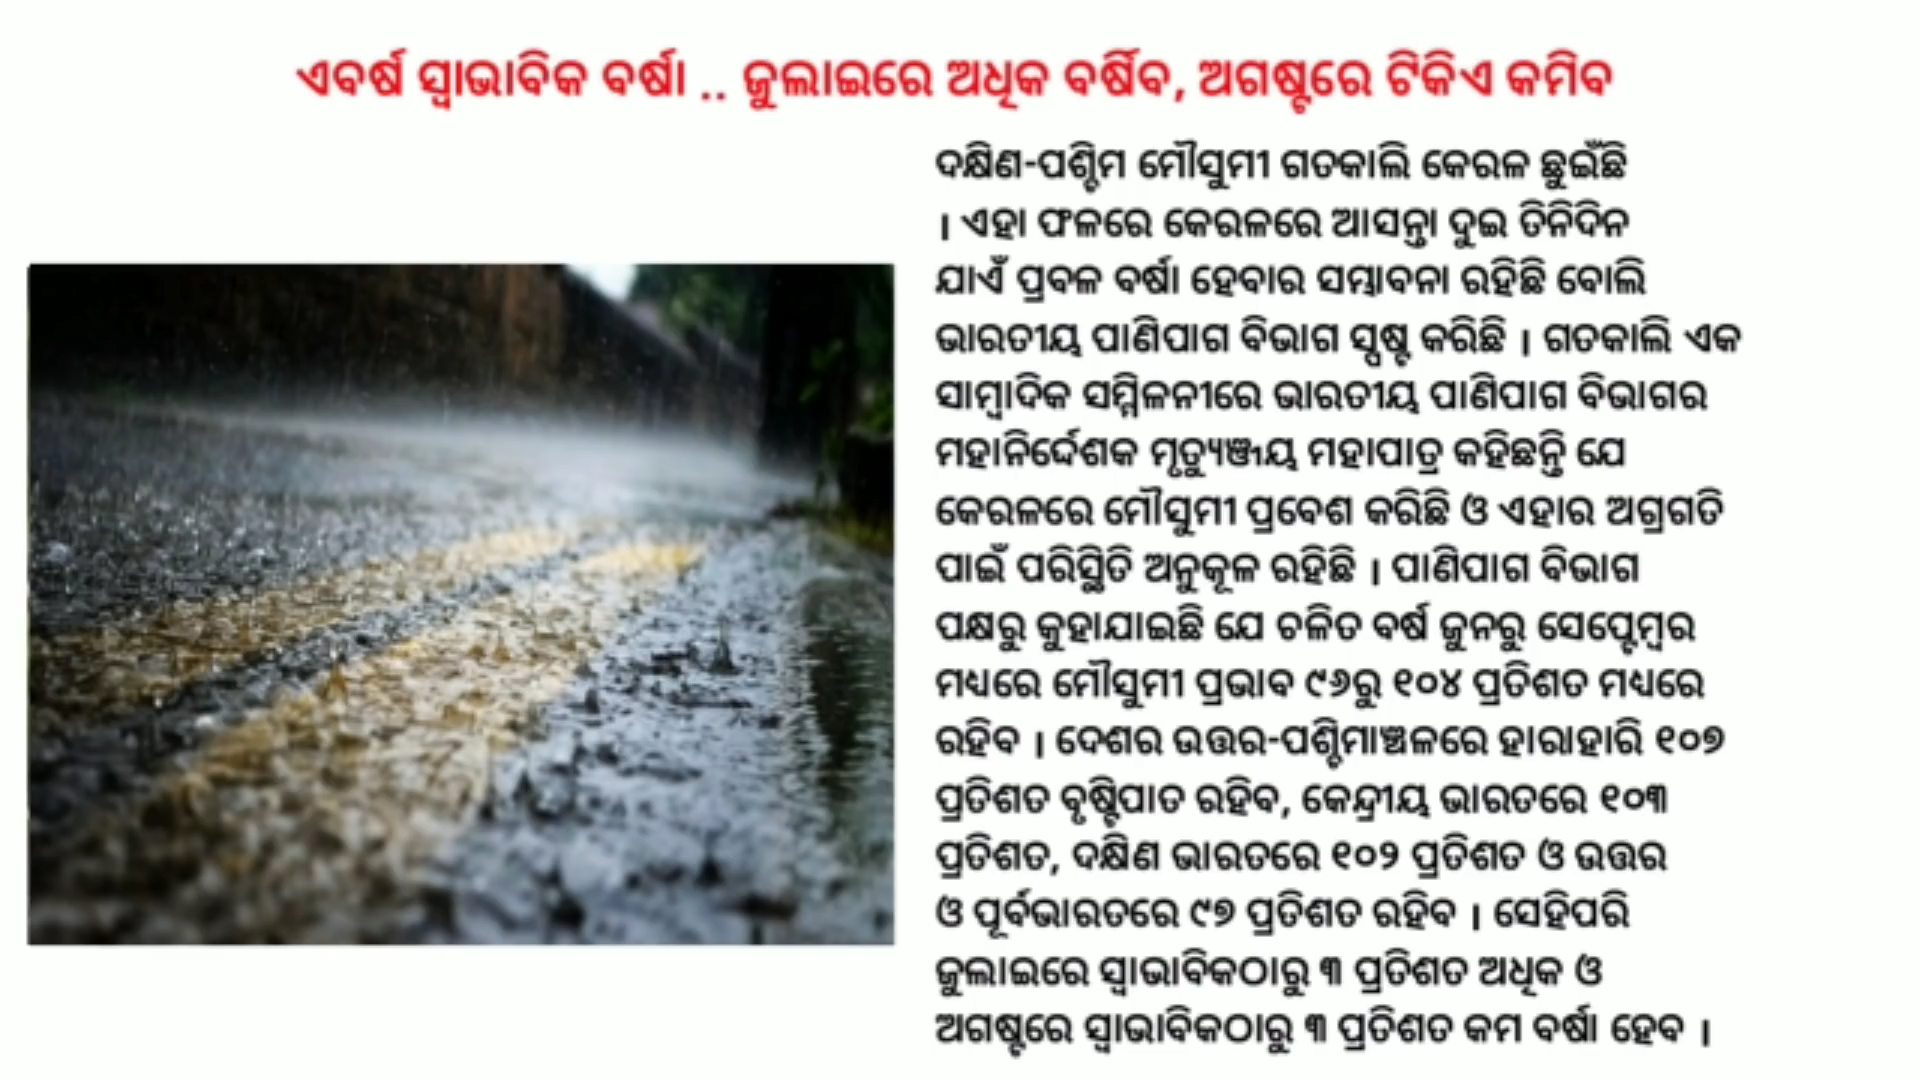 ଏବର୍ଷ ସ୍ୱାଭାବିକ ବର୍ଷା .. ଜୁଲାଇରେ ଅଧିକ ବର୍ଷିବ, ଅଗଷ୍ଟରେ ଟିକିଏ କମିବ
ଦକ୍ଷିଣ-ପଶ୍ଚିମ ମୌସୁମୀ ଗତକାଲି କେରଳ ଛୁଇଁଛି
। ଏହା ଫଳରେ କେରଳରେ ଆସନ୍ତା ଦୁଇ ତିନିଦିନ
ଯାଏଁ ପ୍ରବଳ ବର୍ଷା ହେବାର ସମ୍ଭାବନା ରହିଛି ବୋଲି
ଭାରତୀୟ ପାଣିପାଗ ବିଭାଗ ସ୍ପଷ୍ଟ କରିଛି । ଗତକାଲି ଏକ
ସାମ୍ବାଦିକ ସମ୍ମିଳନୀରେ ଭାରତୀୟ ପାଣିପାଗ ବିଭାଗର
ମହାନିର୍ଦ୍ଦେଶକ ମୃତ୍ୟୁଞ୍ଜୟ ମହାପାତ୍ର କହିଛନ୍ତି ଯେ
କେରଳରେ ମୌସୁମୀ ପ୍ରବେଶ କରିଛି ଓ ଏହାର ଅଗ୍ରଗତି
ପାଇଁ ପରିସ୍ଥିତି ଅନୁକୂଳ ରହିଛି । ପାଣିପାଗ ବିଭାଗ
ପକ୍ଷରୁ କୁହାଯାଇଛି ଯେ ଚଳିତ ବର୍ଷ ଜୁନରୁ ସେପ୍ଟେମ୍ବର
ମଧ୍ୟରେ ମୌସୁମୀ ପ୍ରଭାବ ୯୬ରୁ ୧୦୪ ପ୍ରତିଶତ ମଧ୍ୟରେ
ରହିବ । ଦେଶର ଉତ୍ତର-ପଶ୍ଚିମାଞ୍ଚଳରେ ହାରାହାରି ୧୦୭
ପ୍ରତିଶତ ବୃଷ୍ଟିପାତ ରହିବ, କେନ୍ଦ୍ରୀୟ ଭାରତରେ ୧୦୩
ପ୍ରତିଶତ, ଦକ୍ଷିଣ ଭାରତରେ ୧୦୨ ପ୍ରତିଶତ ଓ ଉତ୍ତର
ଓ ପୂର୍ବଭାରତରେ ୯୭ ପ୍ରତିଶତ ରହିବ । ସେହିପରି
ଜୁଲାଇରେ ସ୍ୱାଭାବିକଠାରୁ ୩ ପ୍ରତିଶତ ଅଧିକ ଓ
ଅଗଷ୍ଟରେ ସ୍ୱାଭାବିକଠାରୁ ୩ ପ୍ରତିଶତ କମ ବର୍ଷା ହେବ ।